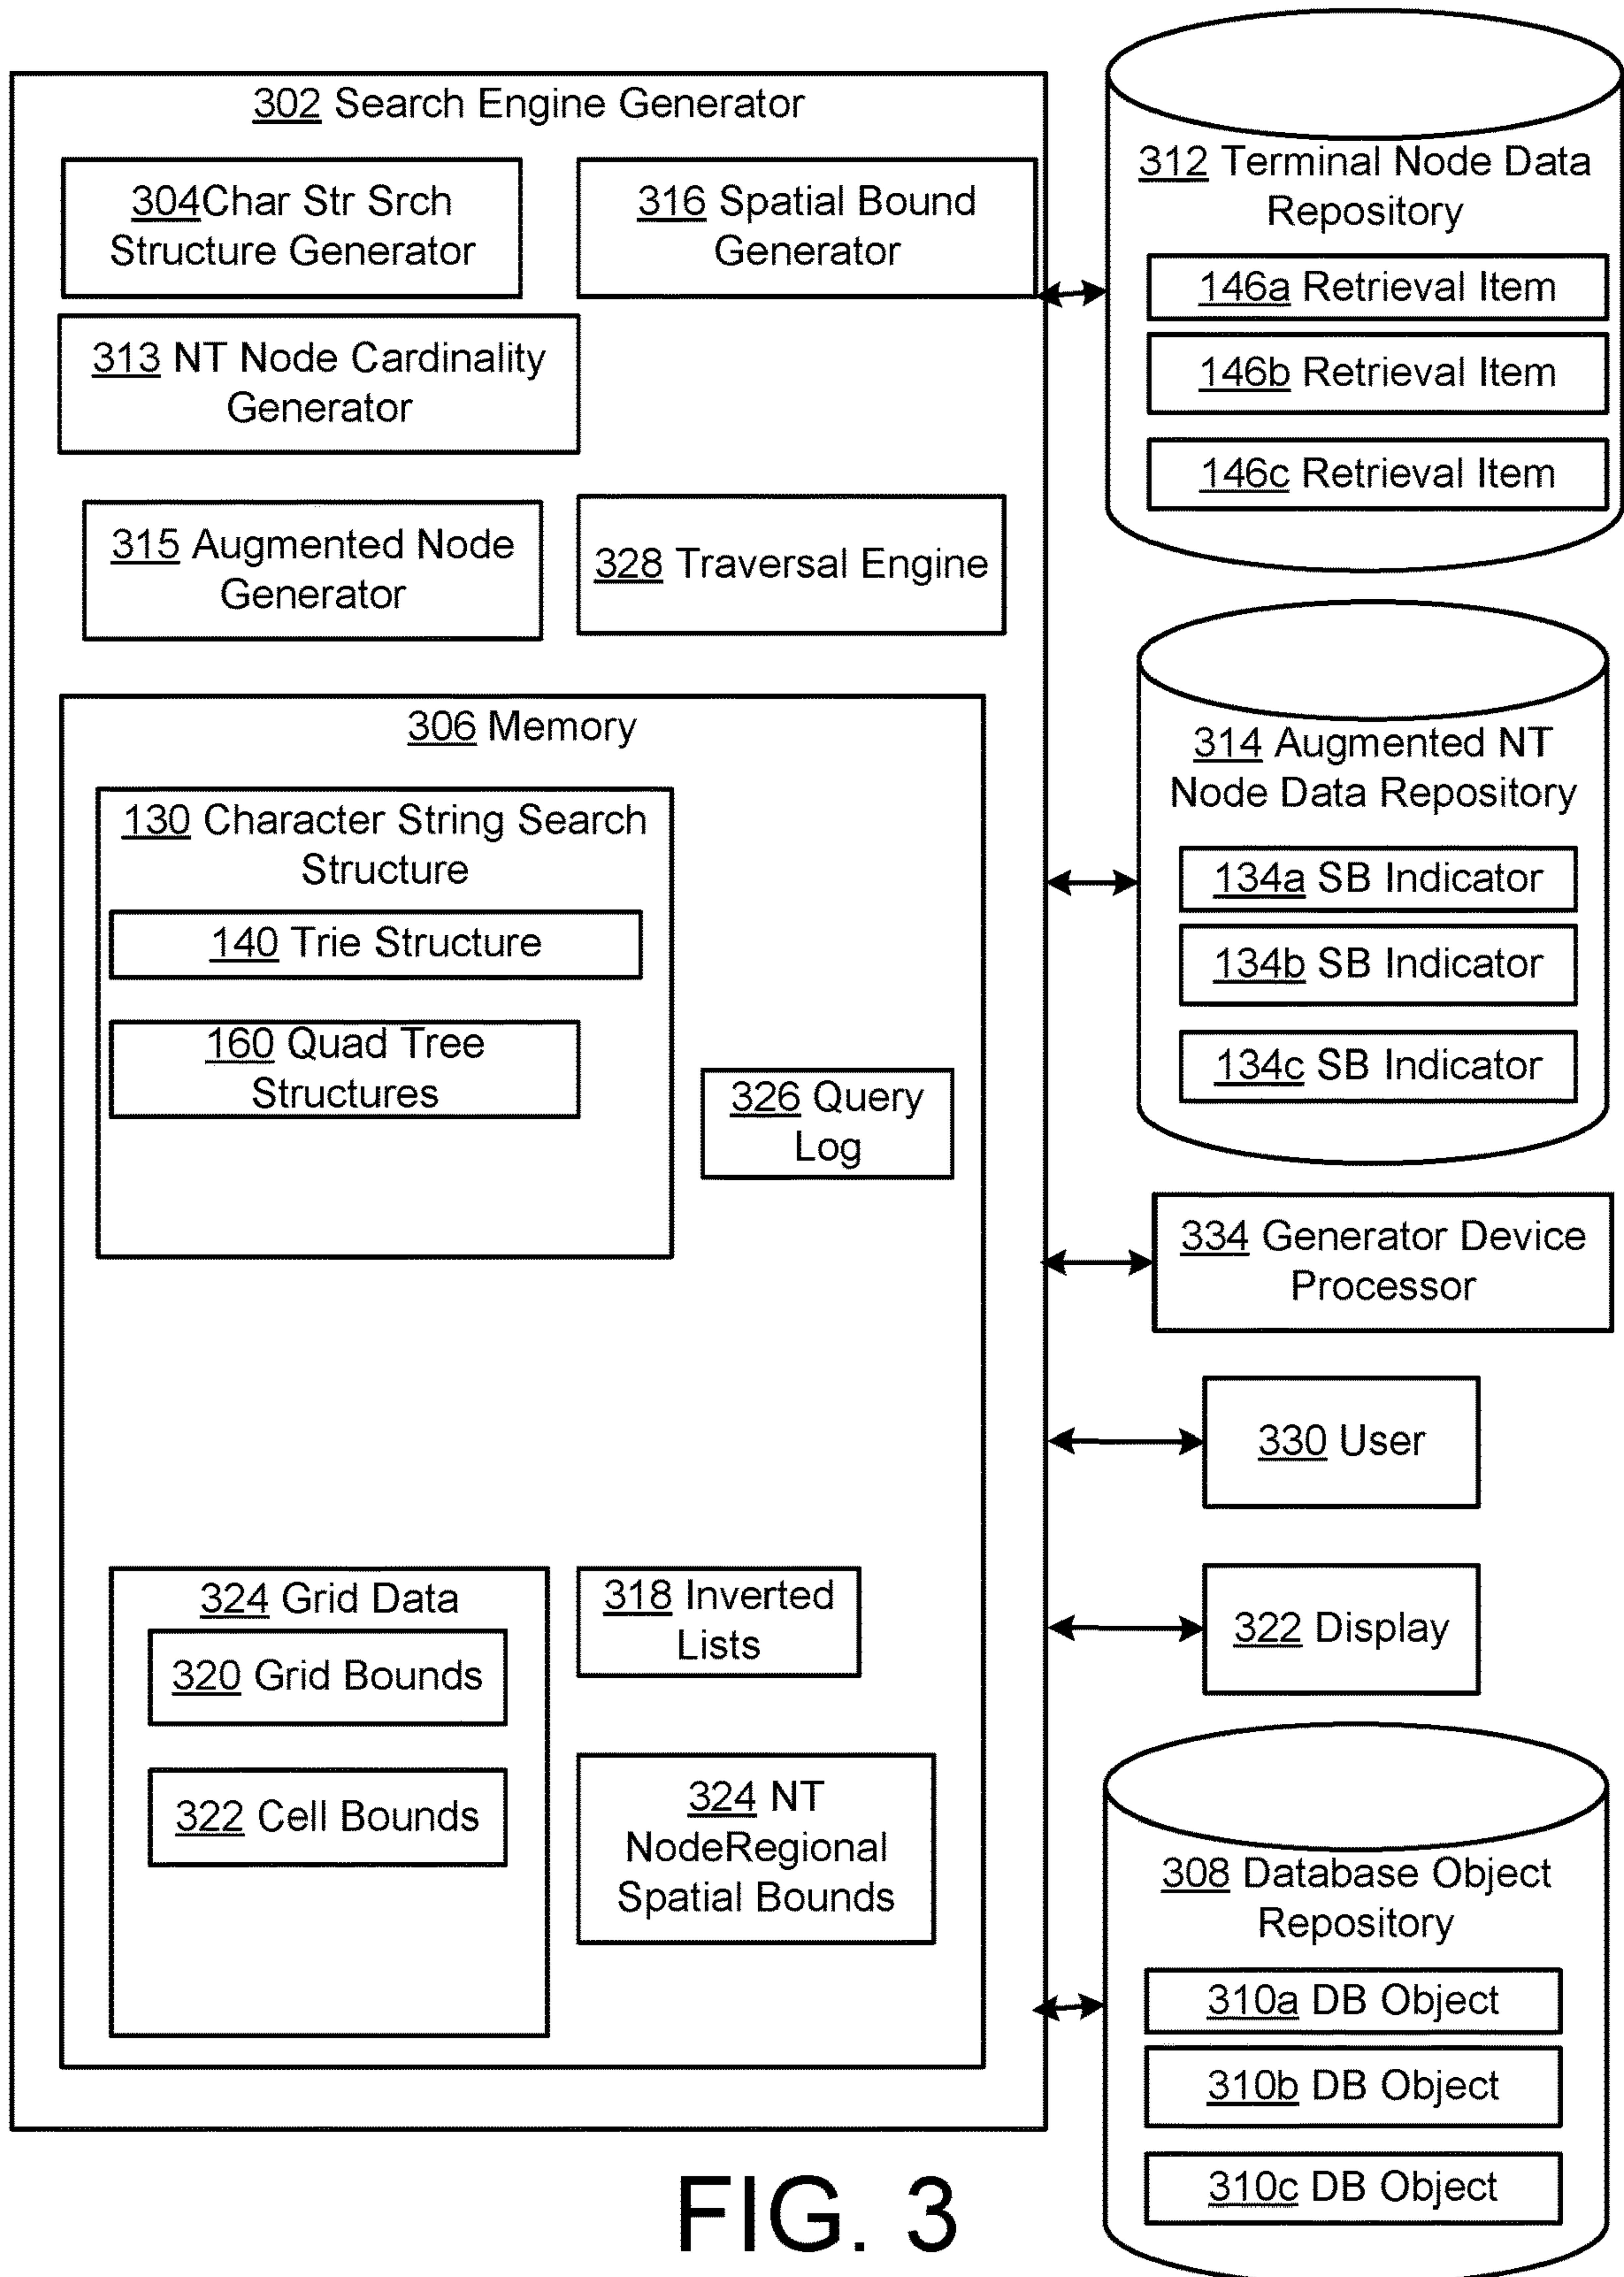 302 Search Engine Generator
304Char Str Srch
Structure Generator
316 Spatial Bound
Generator
313 NT Node Cardinality
Generator
315 Augmented Node
Generator
328 Traversal Engine
306 Memory
130 Character String Search
Structure
140 Trie Structure
160 Quad Tree
Structures
326 Query
Log
324 Grid Data
320 Grid Bounds
322 Cell Bounds
318 Inverted
Lists
324 NT
NodeRegional
Spatial Bounds
312 Terminal Node Data
Repository
146a Retrieval Item
146b Retrieval Item
146c Retrieval Item
314 Augmented NT
Node Data Repository
134a SB Indicator
134b SB Indicator
134c SB Indicator
334 Generator Device
Processor
330 User
322 Display
308 Database Object
Repository
310a DB Object
310b DB Object
310c DB Object
FIG. 3